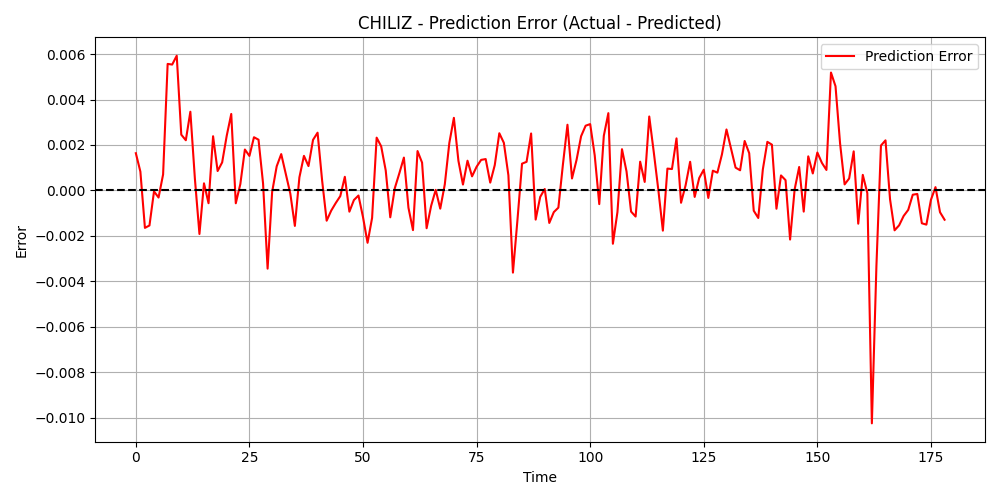 CHILIZ - Prediction Error (Actual - Predicted)
Prediction Error
0.006
0.004
0.002
0.000
−0.002
−0.004
−0.006
−0.008
−0.010
Error
0 25 50 75 100 125 150 175
Time